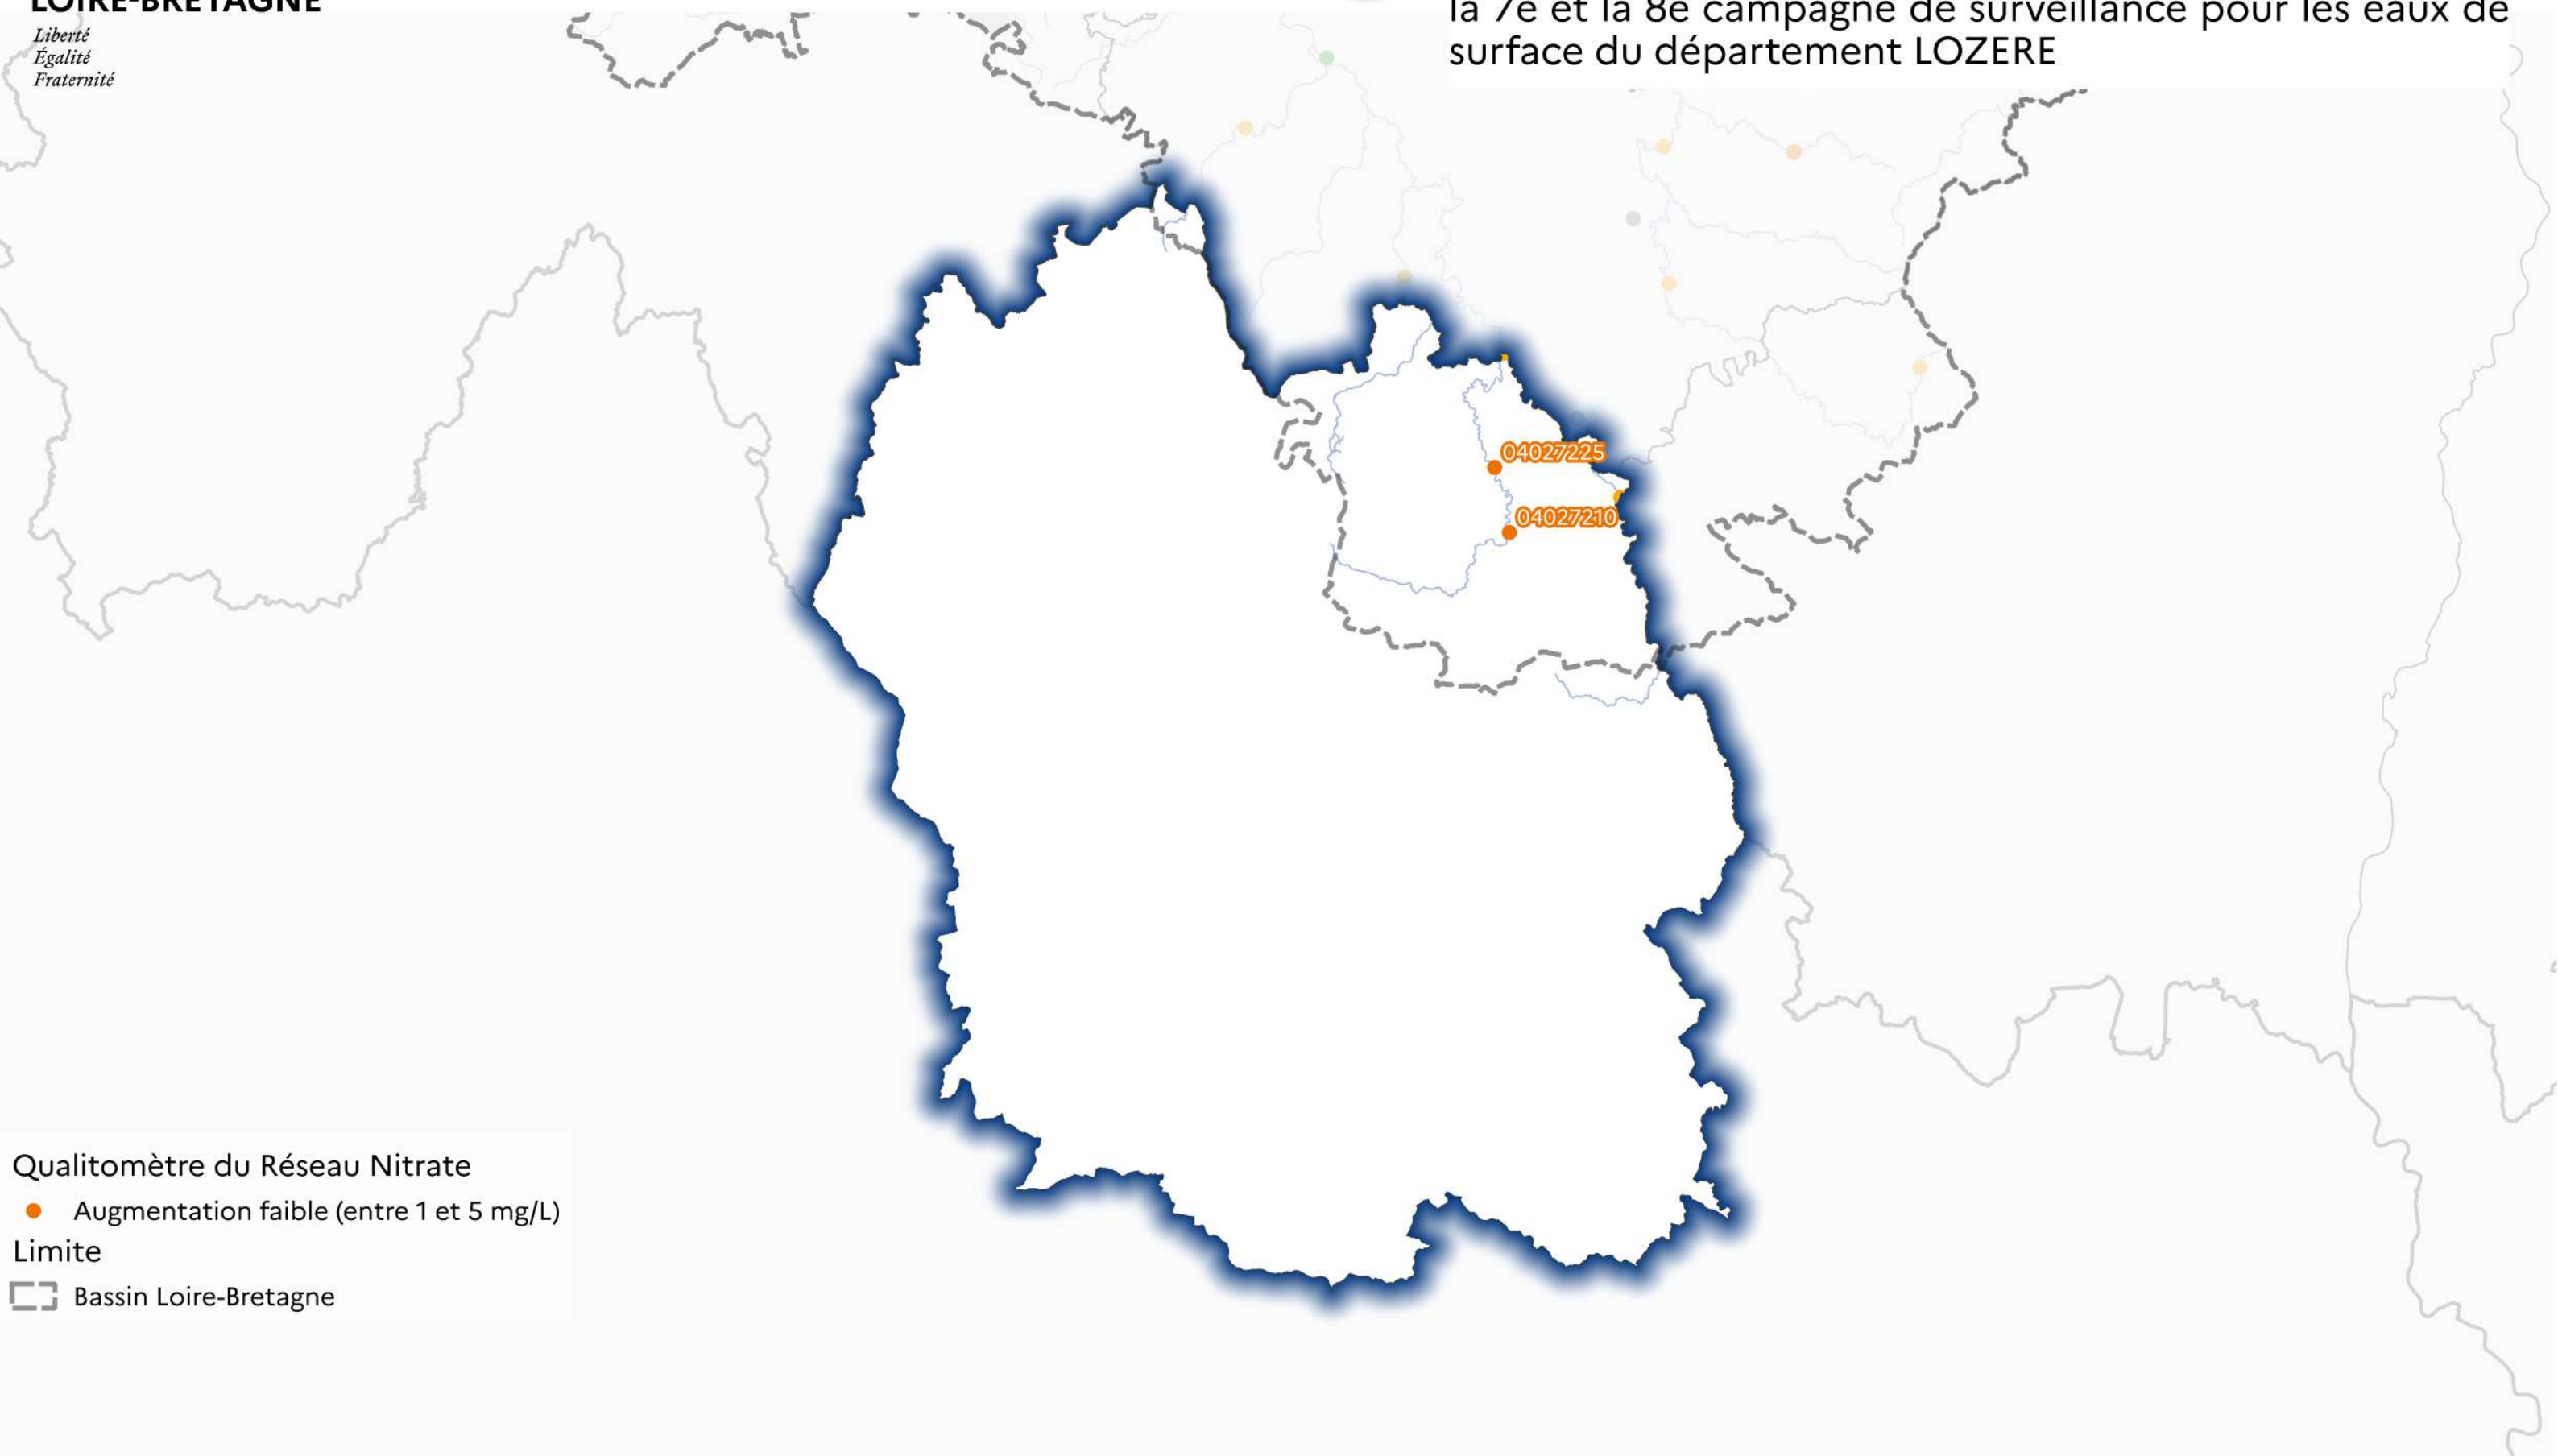 LOIRE-BRETAGNE
Liberté
Égalité
Fraternité
la 7e et la 8e campagne de surveillance pour les eaux de
surface du département LOZERE
04027225
04027210
Qualitomètre du Réseau Nitrate
Augmentation faible (entre 1 et 5 mg/L)
Limite
Bassin Loire-Bretagne